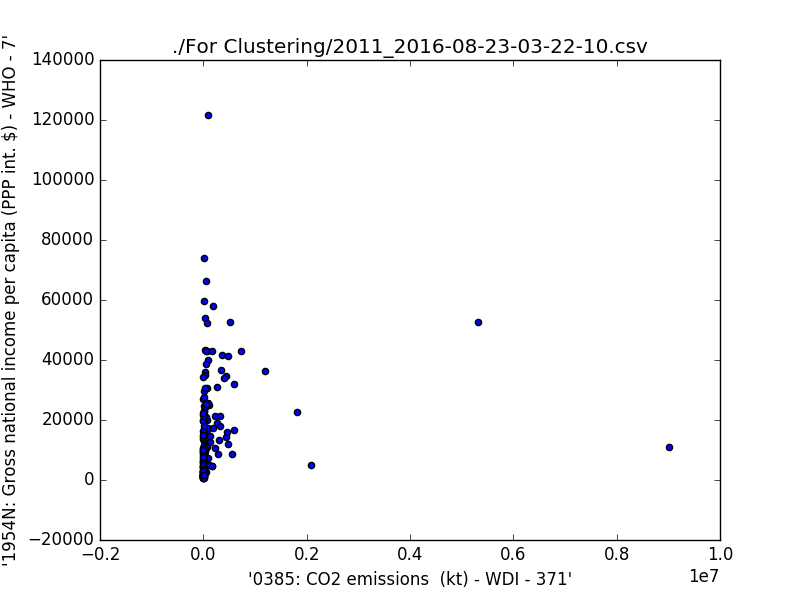 ./For Clustering/2011_2016-08-23-03-22-10.csv
'1954N: Gross national income per capita (PPP int. $) - WHO - 7'
140000
120000
100000
80000
60000
40000
20000
0
−20000
−0.2 0.0 0.2 0.4 0.6 0.8 1.0
1e7
'0385: CO2 emissions  (kt) - WDI - 371'